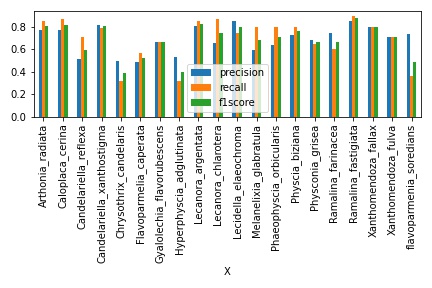 0.8
0.6
0.4
0.2
0.0
precision
recall
f1score
Arthonia_radiata
Caloplaca_cerina
Candelariella_reflexa
Candelariella_xanthostigma
Chrysothrix_candelaris
Flavoparmelia_caperata
Gyalolechia_flavorubescens
Hyperphyscia_adglutinata
Lecanora_argentata
Lecanora_chlarotera
Lecidella_elaeochroma
Melanelixia_glabratula
Phaeophyscia_orbicularis
Physcia_biziana
Physconia_grisea
Ramalina_farinacea
Ramalina_fastigiata
Xanthomendoza_fallax
Xanthomendoza_fulva
flavoparmenia_soredians
X